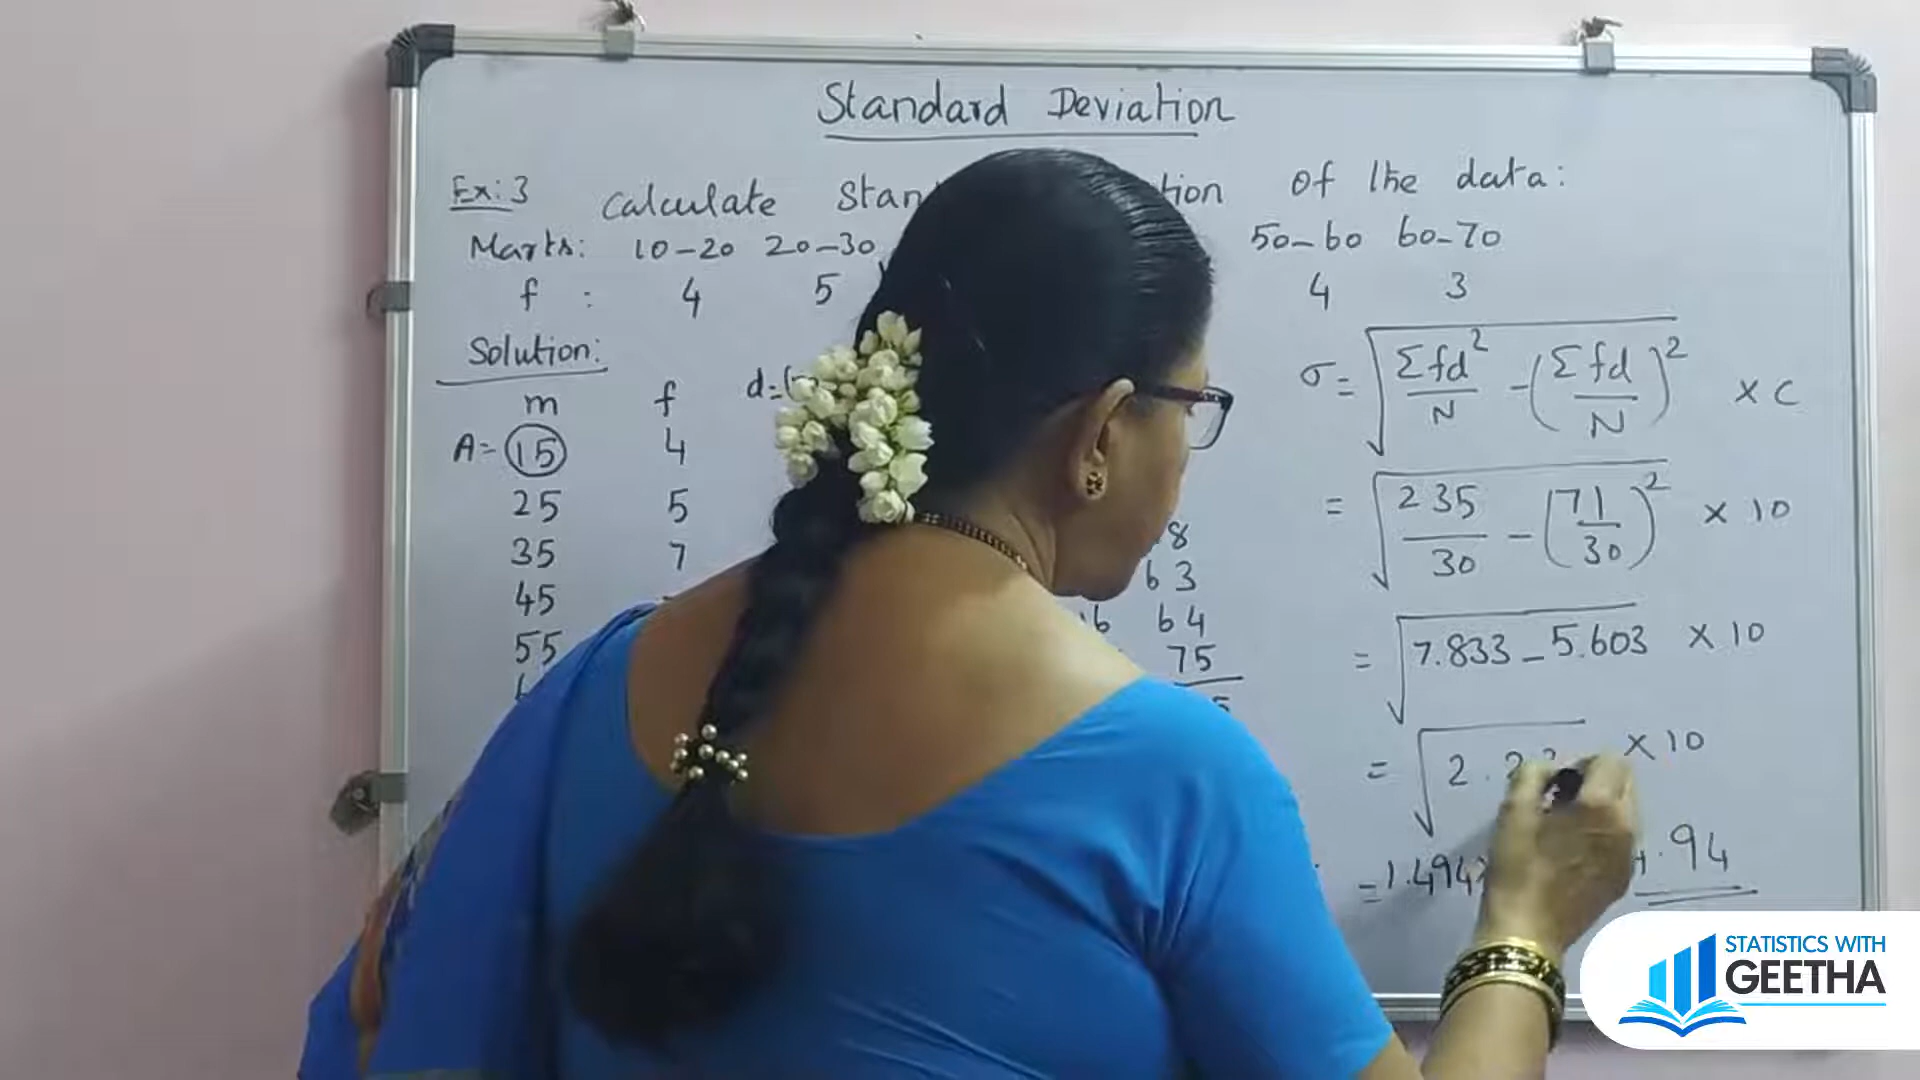 Standard Deviation
Ex: 3 Calculate Stan tion of the data:
Marks: 10-20 20-30 50-60 60-70
f : 4 5 4 3
Solution:
m f d=(
A= 15 4
25 5
35 7
45
55
8
63
16 64
75
5
σ = √ Σfd²/N - (Σfd/N)² × C
= √ 235/30 - (71/30)² × 10
= √ 7.833 - 5.603 × 10
= √ 2.23 × 10
= 1.494× 4.94
STATISTICS WITH
GEETHA